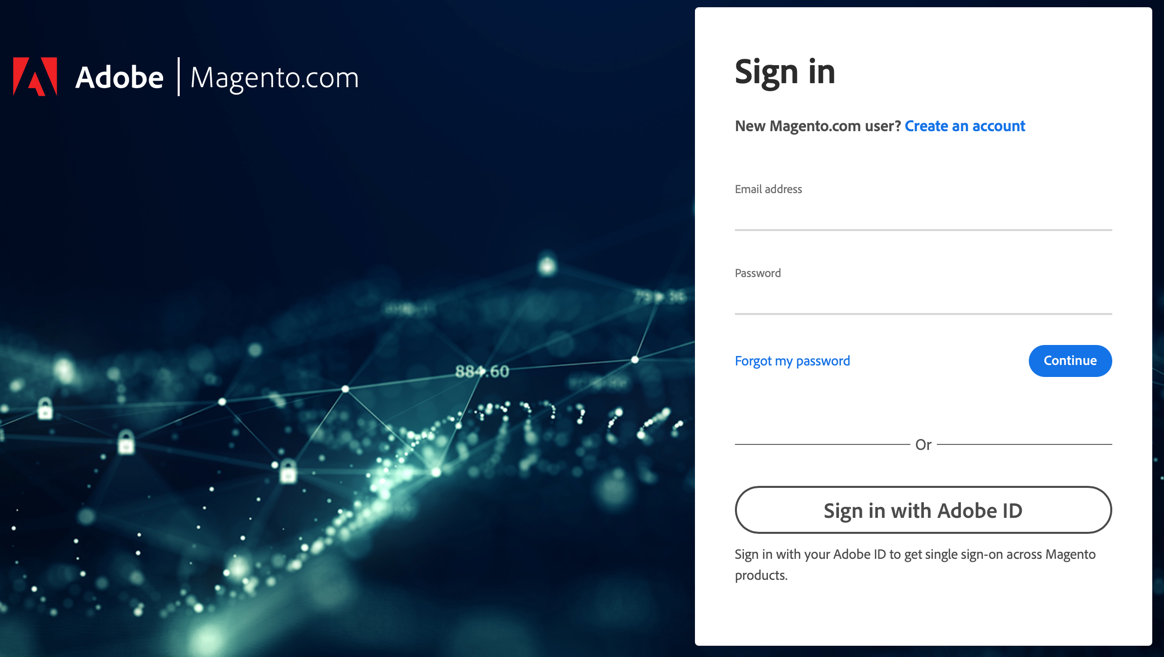 Adobe | Magento.com
Sign in
New Magento.com user? Create an account
Email address
Password
Forgot my password
Continue
Or
Sign in with Adobe ID
Sign in with your Adobe ID to get single sign-on across Magento
products.
884.60